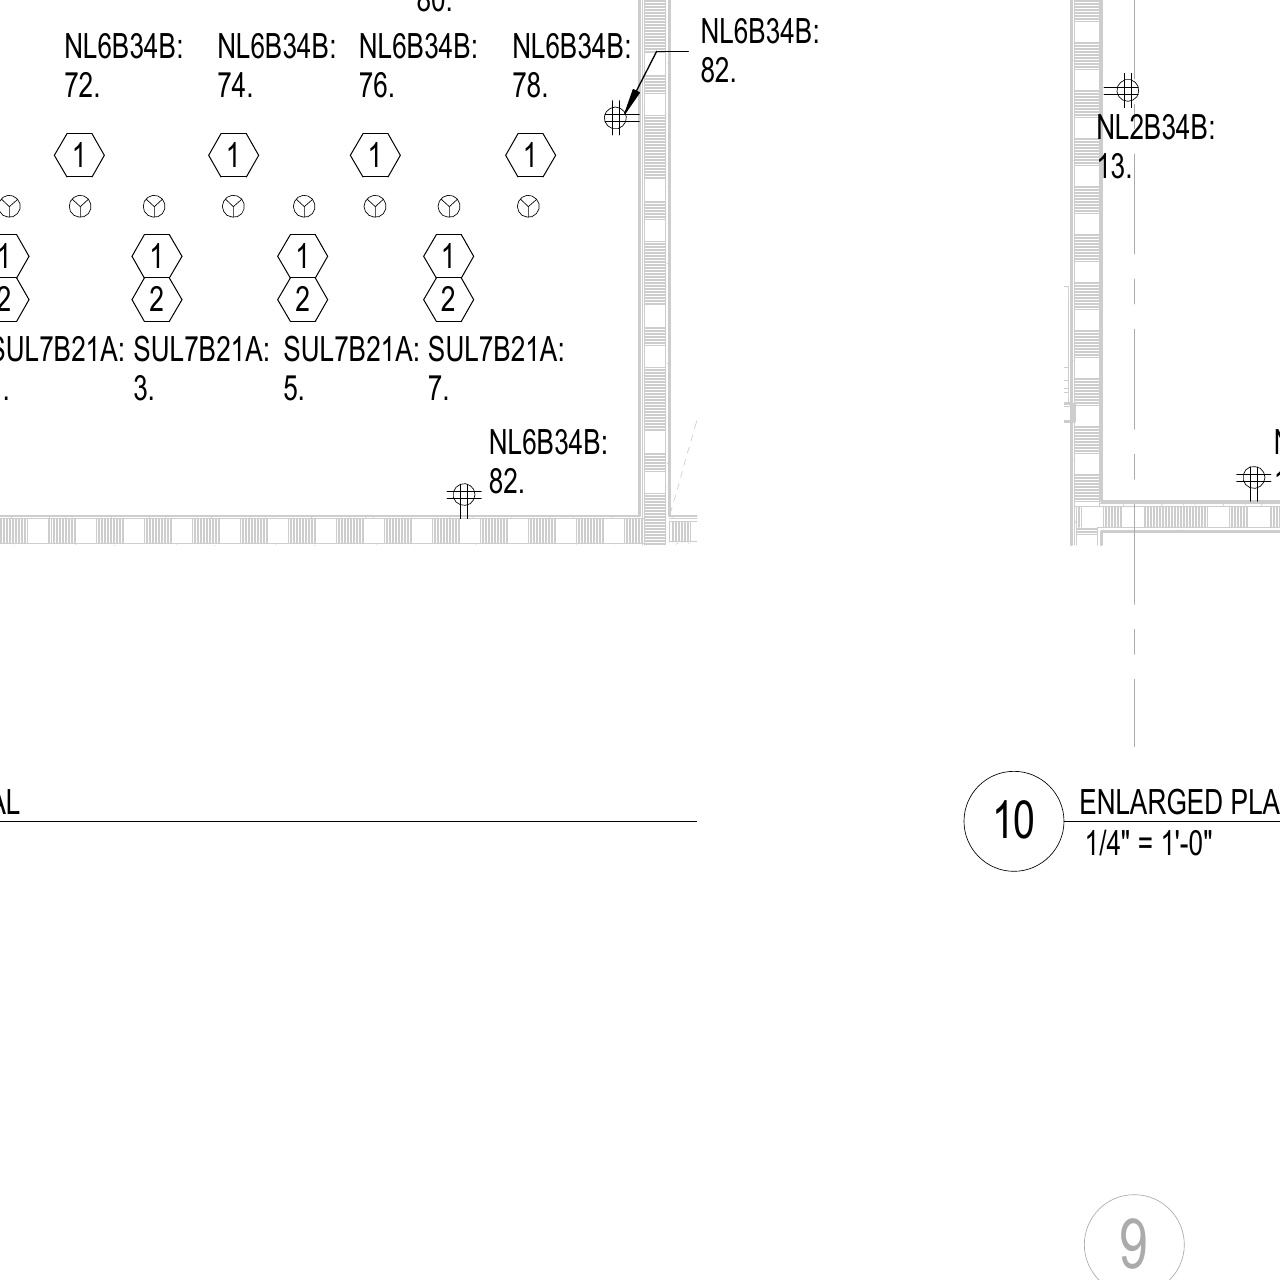 80.
NL6B34B: NL6B34B: NL6B34B: NL6B34B:
72. 74. 76. 78.
NL6B34B:
82.
NL2B34B:
13.
1 1 1 1
1 1 1 1
2 2 2 2
SUL7B21A: SUL7B21A: SUL7B21A: SUL7B21A:
3. 5. 7.
NL6B34B:
82.
10
ENLARGED PLA
1/4" = 1'-0"
AL
9